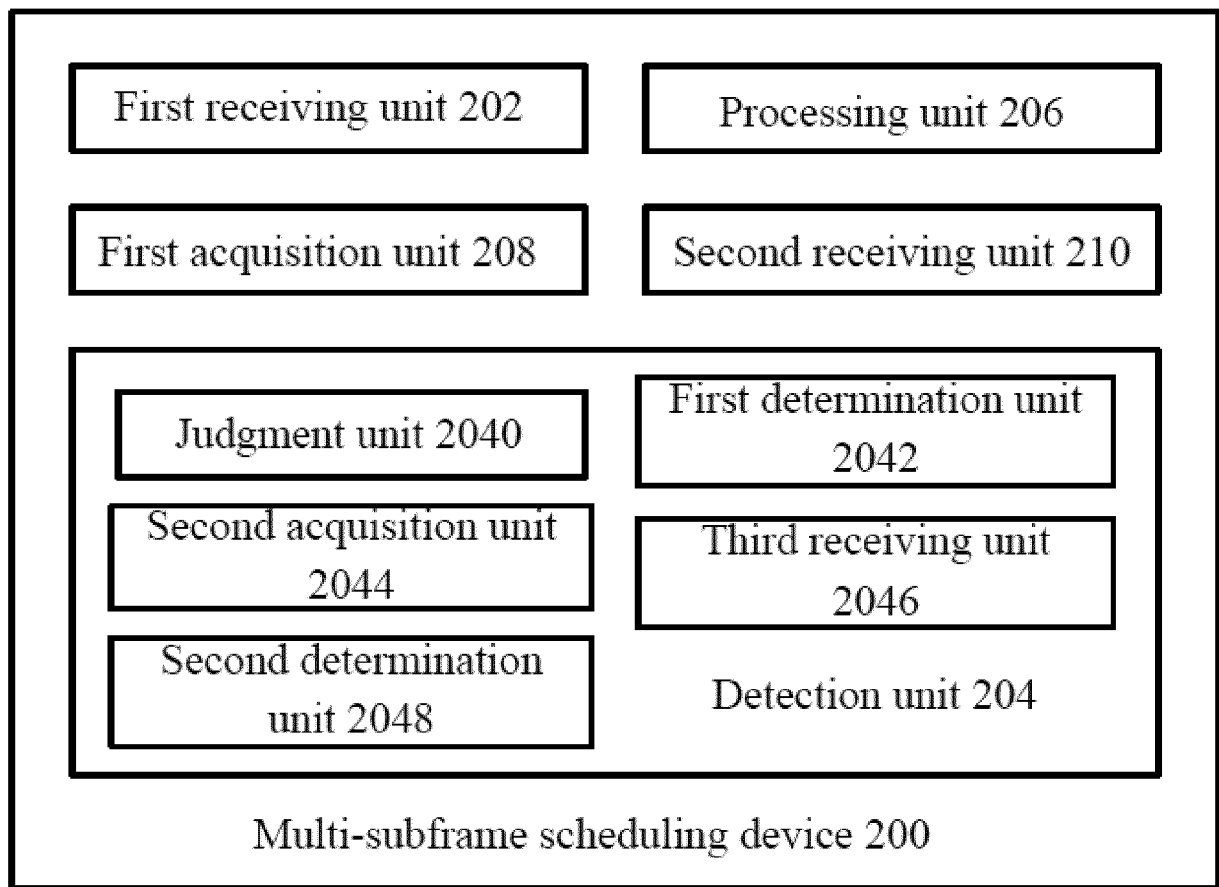 First receiving unit 202
Processing unit 206
First acquisition unit 208
Second receiving unit 210
Judgment unit 2040
First determination unit
2042
Second acquisition unit
2044
Third receiving unit
2046
Second determination
unit 2048
Detection unit 204
Multi-subframe scheduling device 200